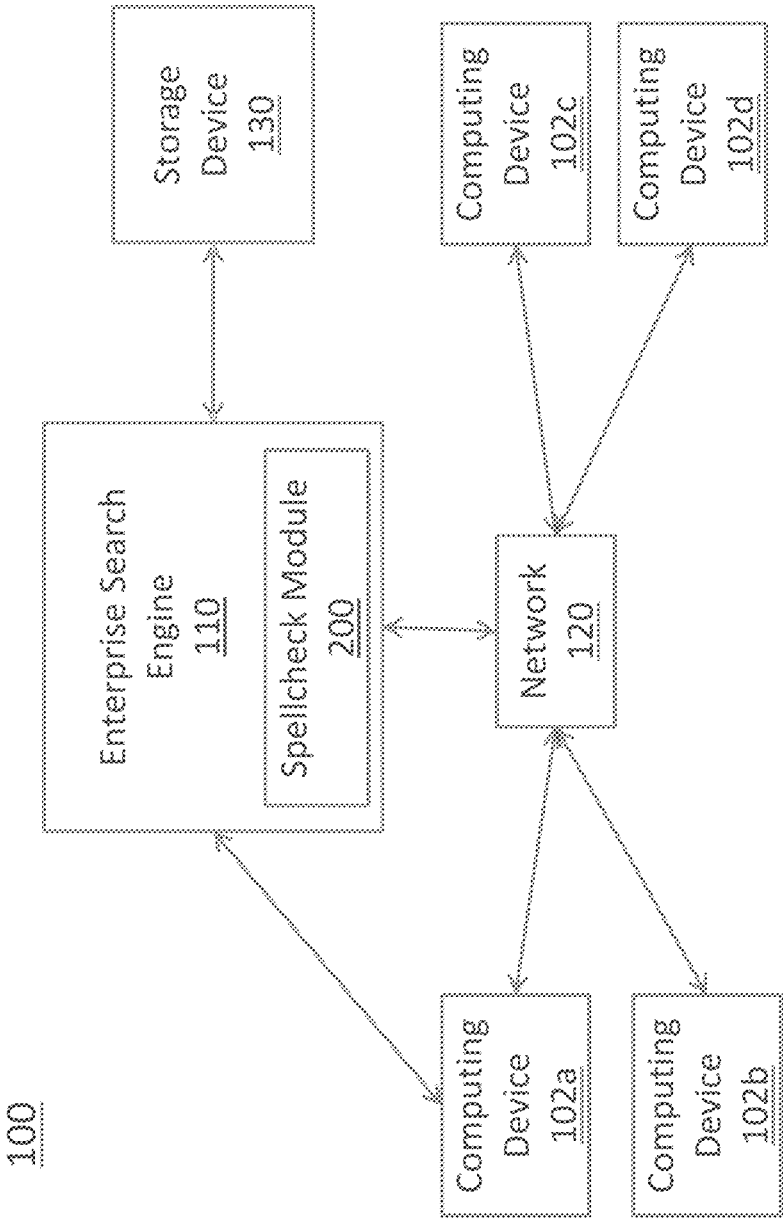 100
Enterprise Search
Engine
110
Spellcheck Module
200
Storage
Device
130
Network
120
Computing
Device
102a
Computing
Device
102b
Computing
Device
102c
Computing
Device
102d